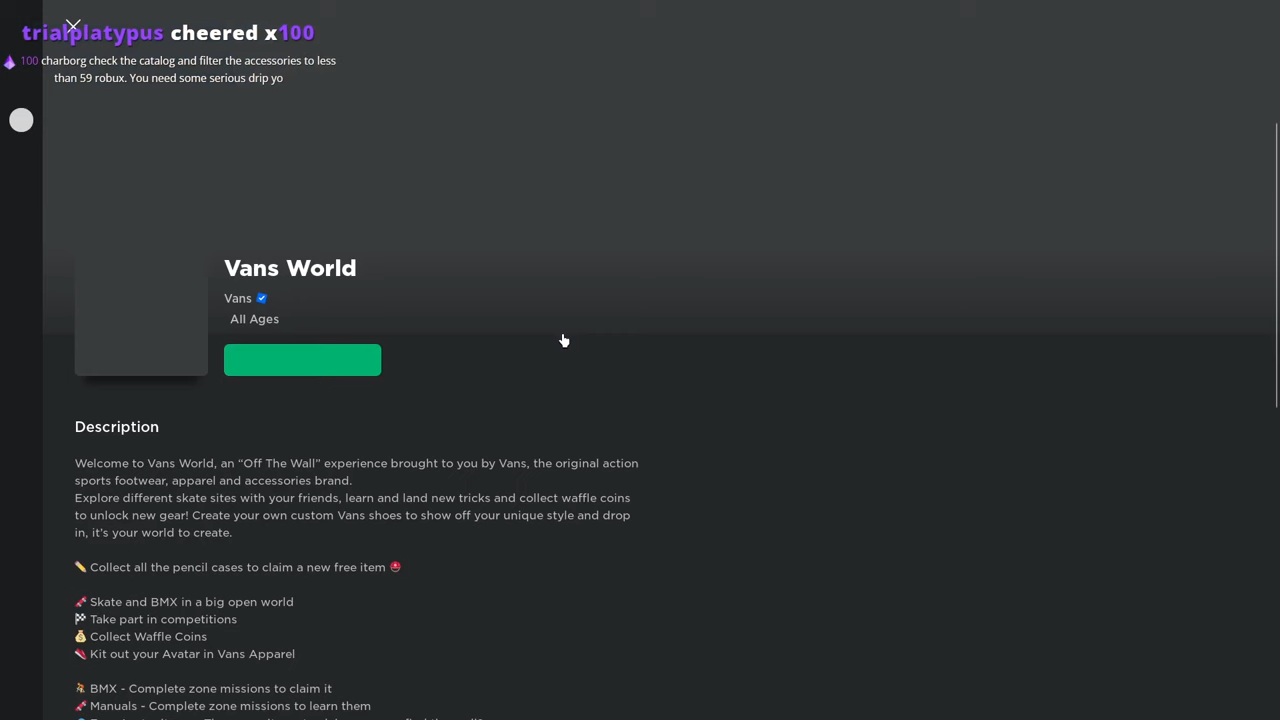 trialplatypus cheered x100
100 charborg check the catalog and filter the accessories to less
than 59 robux. You need some serious drip yo
Vans World
Vans
All Ages
Description
Welcome to Vans World, an “Off The Wall” experience brought to you by Vans, the original action
sports footwear, apparel and accessories brand.
Explore different skate sites with your friends, learn and land new tricks and collect waffle coins
to unlock new gear! Create your own custom Vans shoes to show off your unique style and drop
in, it’s your world to create.
✏️ Collect all the pencil cases to claim a new free item ⛑️
Skate and BMX in a big open world
🏁 Take part in competitions
💰 Collect Waffle Coins
Kit out your Avatar in Vans Apparel
BMX - Complete zone missions to claim it
Manuals - Complete zone missions to learn them